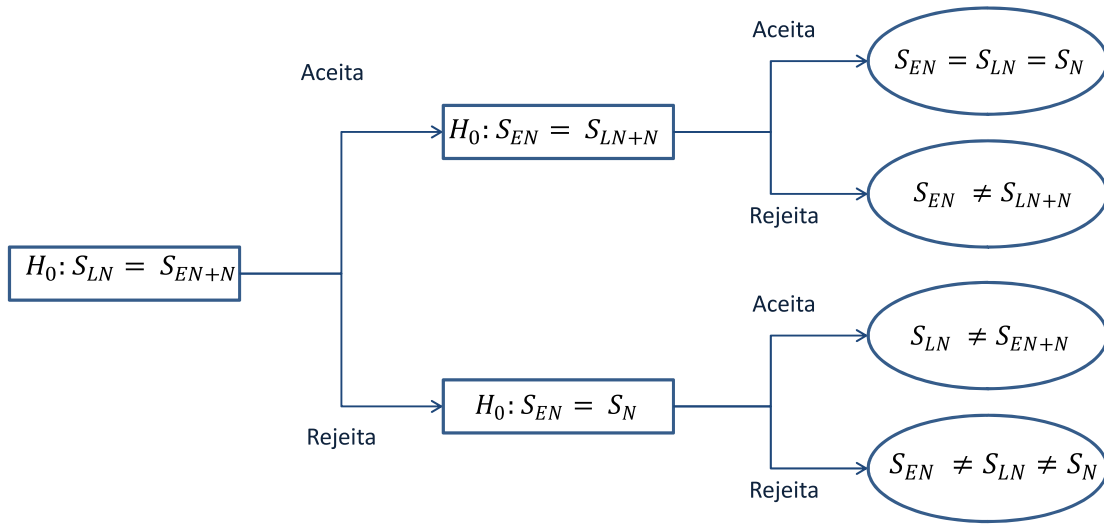 Aceita
S_{EN} = S_{LN} = S_N
Aceita
H_0: S_{EN} = S_{LN+N}
S_{EN} ≠ S_{LN+N}
Rejeita
H_0: S_{LN} = S_{EN+N}
Aceita
S_{LN} ≠ S_{EN+N}
H_0: S_{EN} = S_N
Rejeita
S_{EN} ≠ S_{LN} ≠ S_N
Rejeita